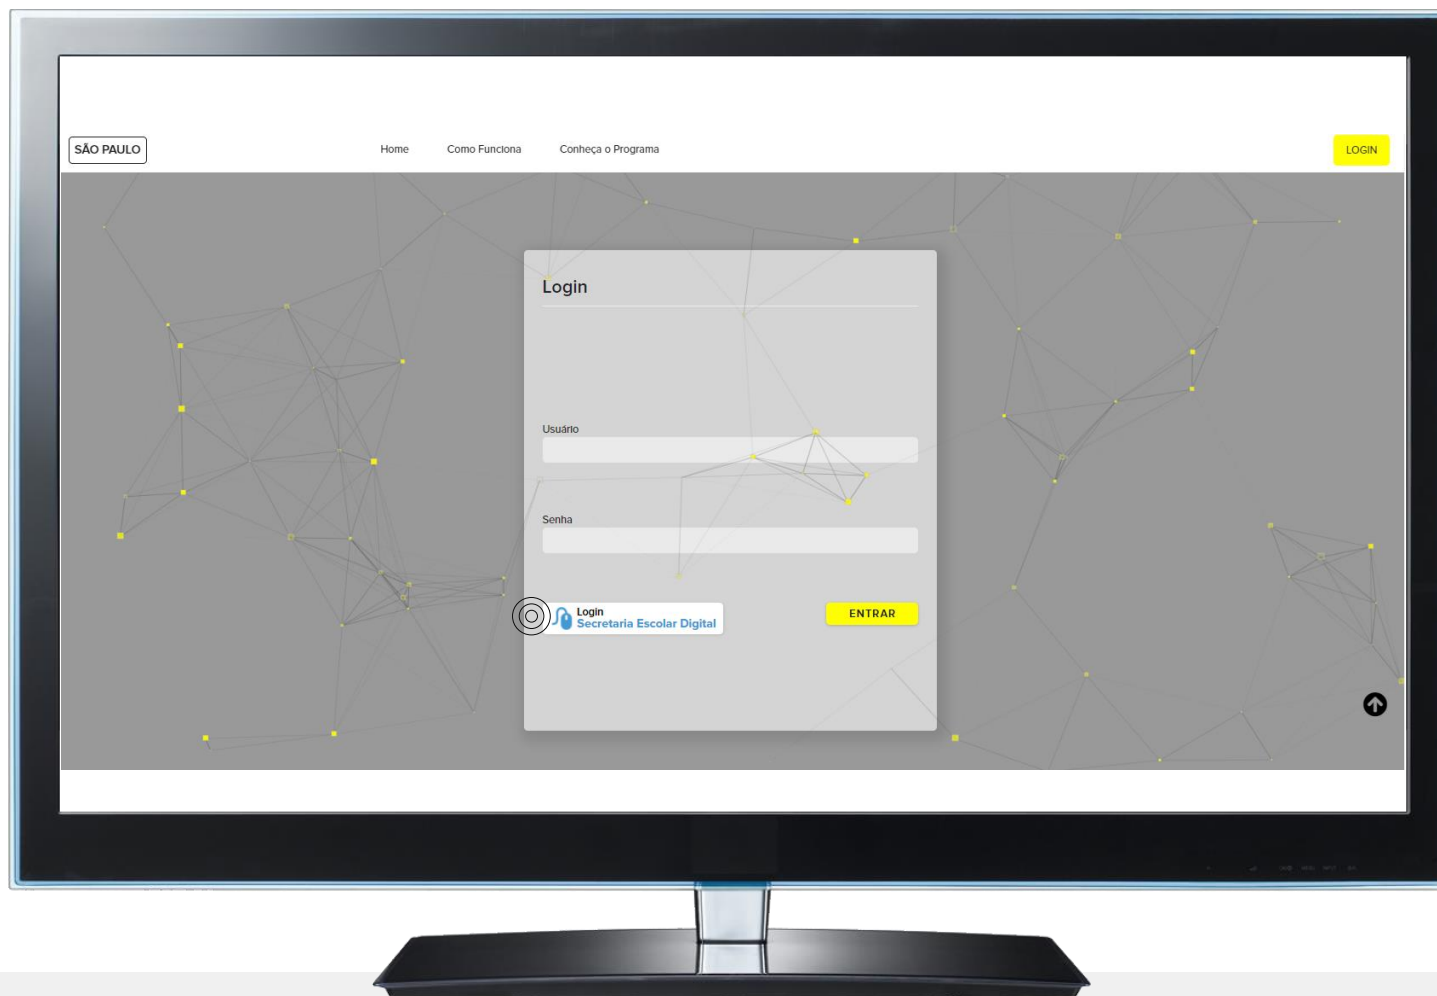 SÃO PAULO
Home
Como Funciona
Conheça o Programa
LOGIN
Login
Usuário
Senha
Login
Secretaria Escolar Digital
ENTRAR